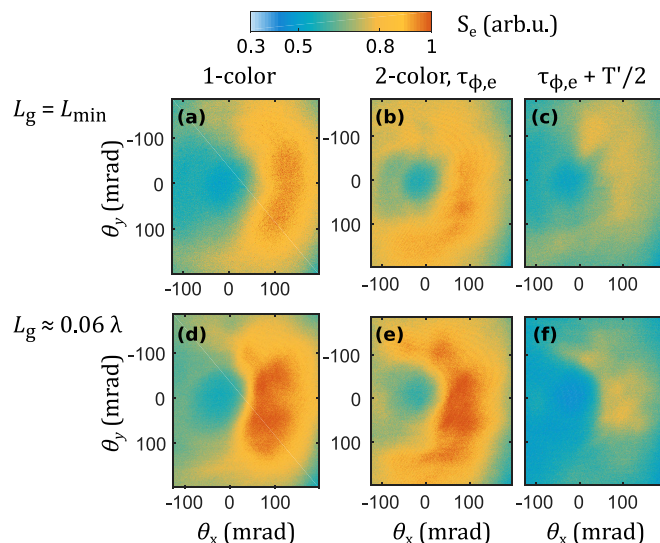 S_e (arb.u.)
0.3 0.5 0.8 1
1-color 2-color, τ_ϕ,e τ_ϕ,e + T'/2
L_g = L_min
(a) (b) (c)
θ_y (mrad)
-100
0
100
-100 0 100 -100 0 100 -100 0 100
L_g ≈ 0.06 λ
(d) (e) (f)
θ_y (mrad)
-100
0
100
-100 0 100 -100 0 100 -100 0 100
θ_x (mrad) θ_x (mrad) θ_x (mrad)